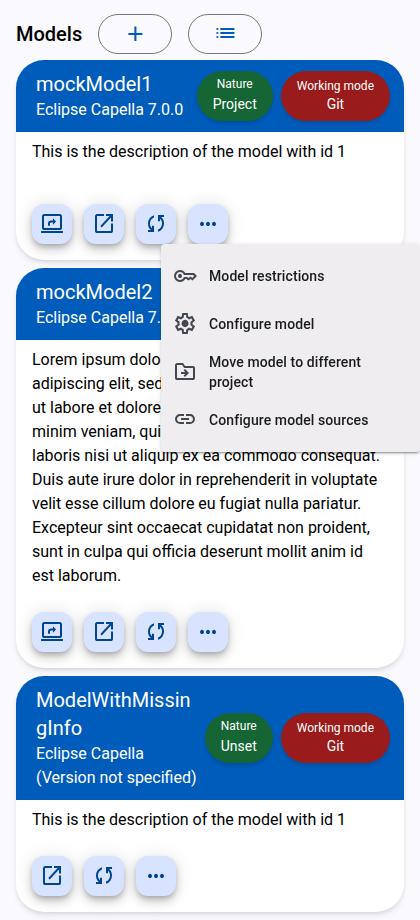 Models
mockModel1
Eclipse Capella 7.0.0
Nature
Project
Working mode
Git
This is the description of the model with id 1
Model restrictions
Configure model
Move model to different
project
Configure model sources
mockModel2
Eclipse Capella 7.
Lorem ipsum dolo
adipiscing elit, sed
ut labore et dolore
minim veniam, qui
laboris nisi ut aliquip ex ea commodo consequat.
Duis aute irure dolor in reprehenderit in voluptate
velit esse cillum dolore eu fugiat nulla pariatur.
Excepteur sint occaecat cupidatat non proident,
sunt in culpa qui officia deserunt mollit anim id
est laborum.
ModelWithMissin
gInfo
Eclipse Capella
(Version not specified)
Nature
Unset
Working mode
Git
This is the description of the model with id 1